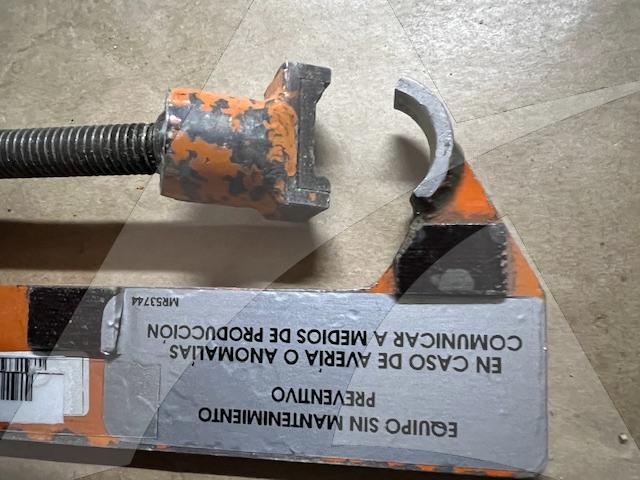 EQUIPO SIN MANTENIMIENTO
PREVENTIVO
EN CASO DE AVERÍA O ANOMALÍAS
COMUNICAR A MEDIOS DE PRODUCCIÓN
MR53744